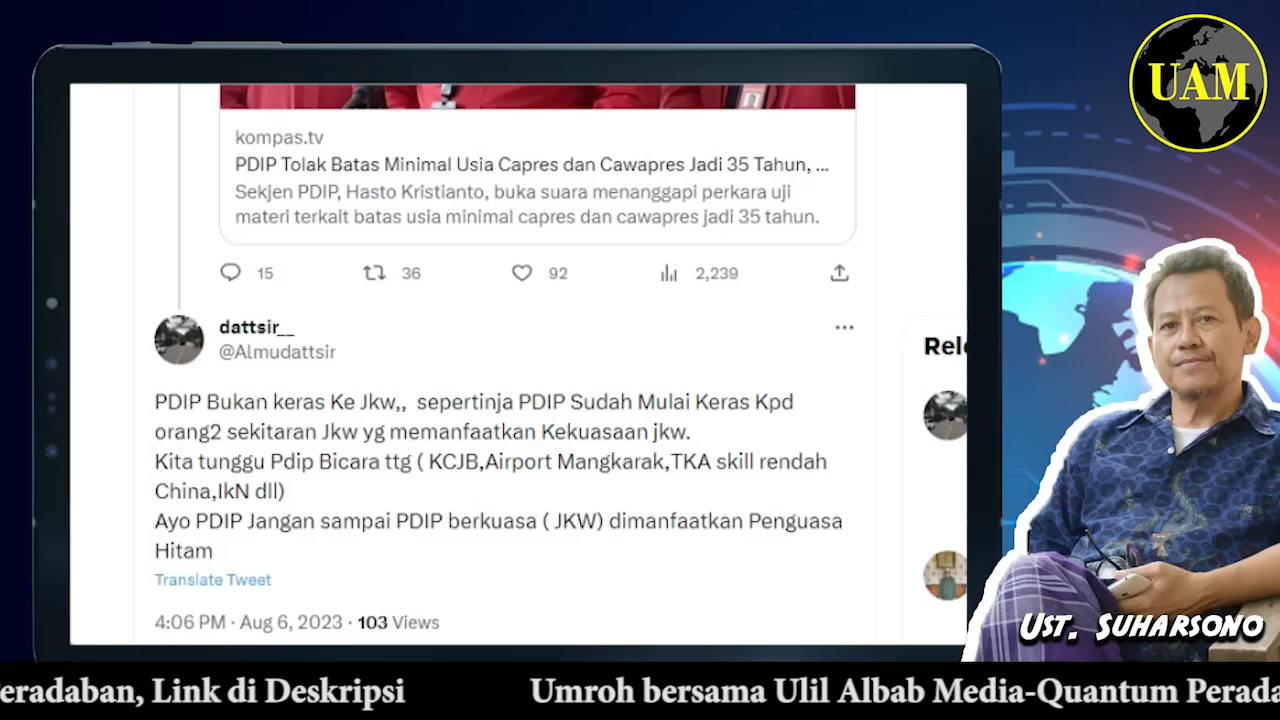 UAM
kompas.tv
PDIP Tolak Batas Minimal Usia Capres dan Cawapres Jadi 35 Tahun, ...
Sekjen PDIP, Hasto Kristianto, buka suara menanggapi perkara uji
materi terkait batas usia minimal capres dan cawapres jadi 35 tahun.
15 36 92 2,239
dattsir__
@Almudattsir
PDIP Bukan keras Ke Jkw,, sepertinja PDIP Sudah Mulai Keras Kpd
orang2 sekitaran Jkw yg memanfaatkan Kekuasaan jkw.
Kita tunggu Pdip Bicara ttg ( KCJB,Airport Mangkarak,TKA skill rendah
China,IkN dll)
Ayo PDIP Jangan sampai PDIP berkuasa ( JKW) dimanfaatkan Penguasa
Hitam
Translate Tweet
4:06 PM · Aug 6, 2023 · 103 Views
UST. SUHARSONO
eradaban, Link di Deskripsi Umroh bersama Ulil Albab Media-Quantum Perada